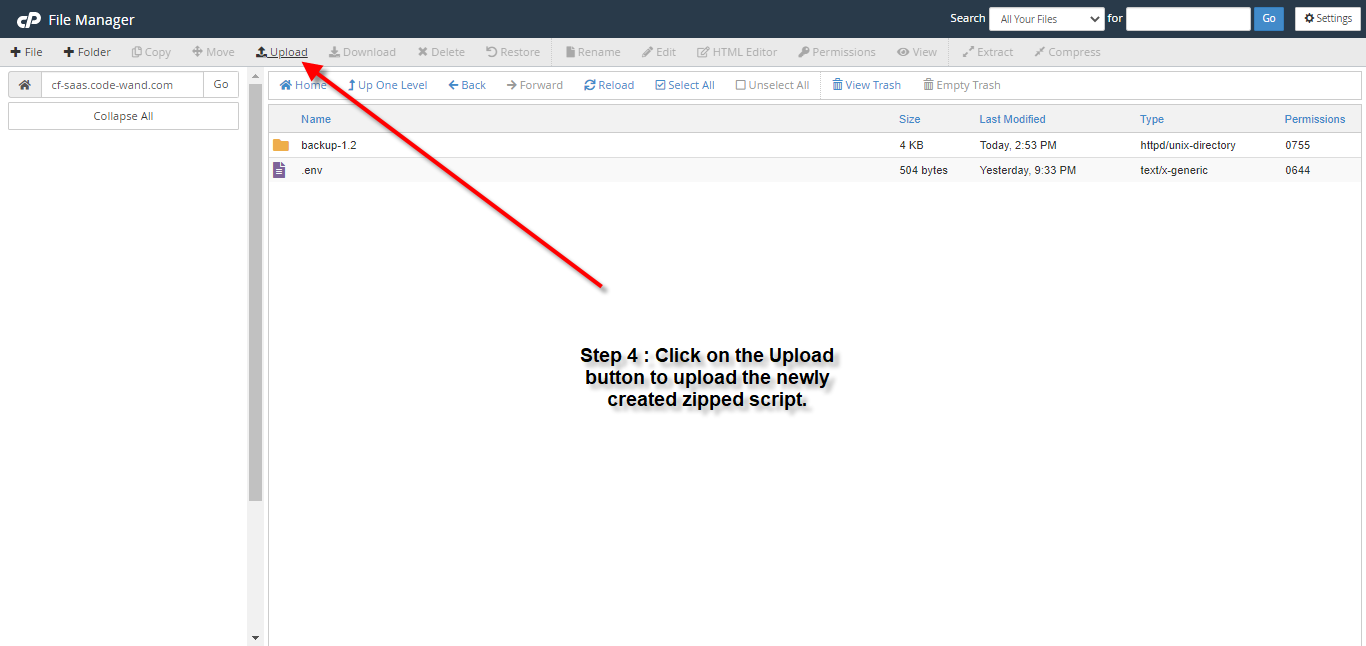 cP File Manager
Search All Your Files for Go Settings
File Folder Copy Move Upload Download Delete Restore Rename Edit HTML Editor Permissions View Extract Compress
cf-saas.code-wand.com Go
Collapse All
Home Up One Level Back Forward Reload Select All Unselect All View Trash Empty Trash
Name Size Last Modified Type Permissions
backup-1.2 4 KB Today, 2:53 PM httpd/unix-directory 0755
.env 504 bytes Yesterday, 9:33 PM text/x-generic 0644
Step 4 : Click on the Upload
button to upload the newly
created zipped script.